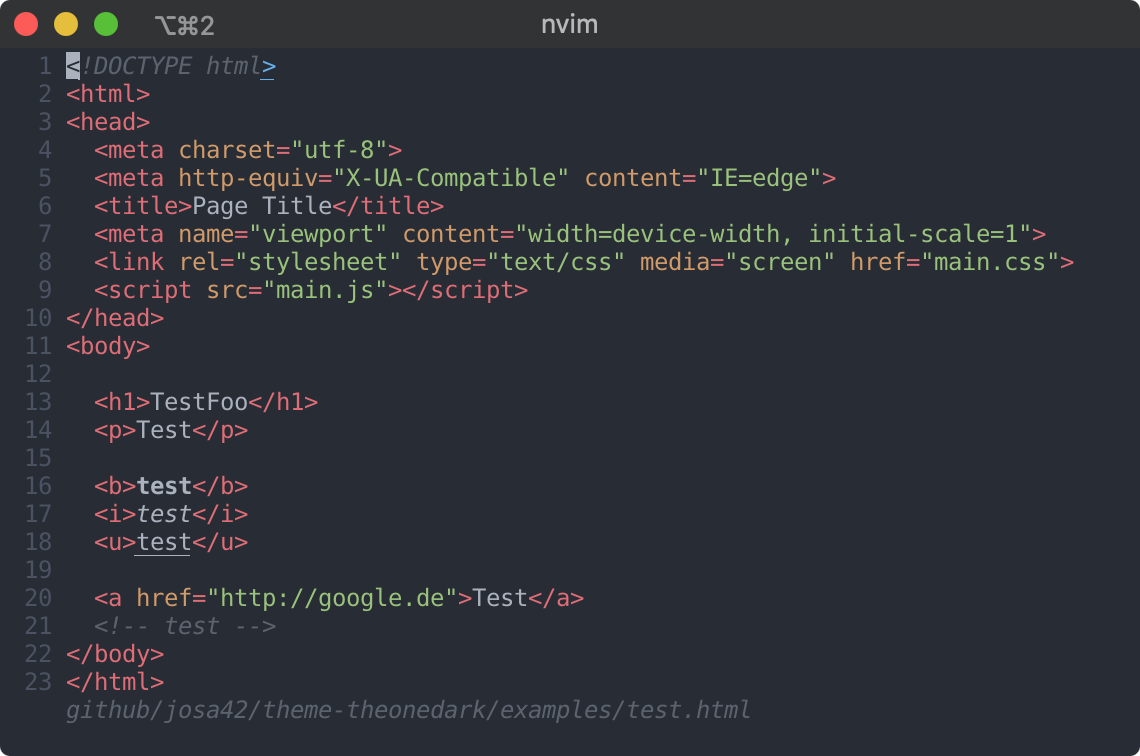 ⌥⌘2 nvim
1 <!DOCTYPE html>
2 <html>
3 <head>
4   <meta charset="utf-8">
5   <meta http-equiv="X-UA-Compatible" content="IE=edge">
6   <title>Page Title</title>
7   <meta name="viewport" content="width=device-width, initial-scale=1">
8   <link rel="stylesheet" type="text/css" media="screen" href="main.css">
9   <script src="main.js"></script>
10 </head>
11 <body>
12
13   <h1>TestFoo</h1>
14   <p>Test</p>
15
16   <b>test</b>
17   <i>test</i>
18   <u>test</u>
19
20   <a href="http://google.de">Test</a>
21   <!-- test -->
22 </body>
23 </html>
github/josa42/theme-theonedark/examples/test.html